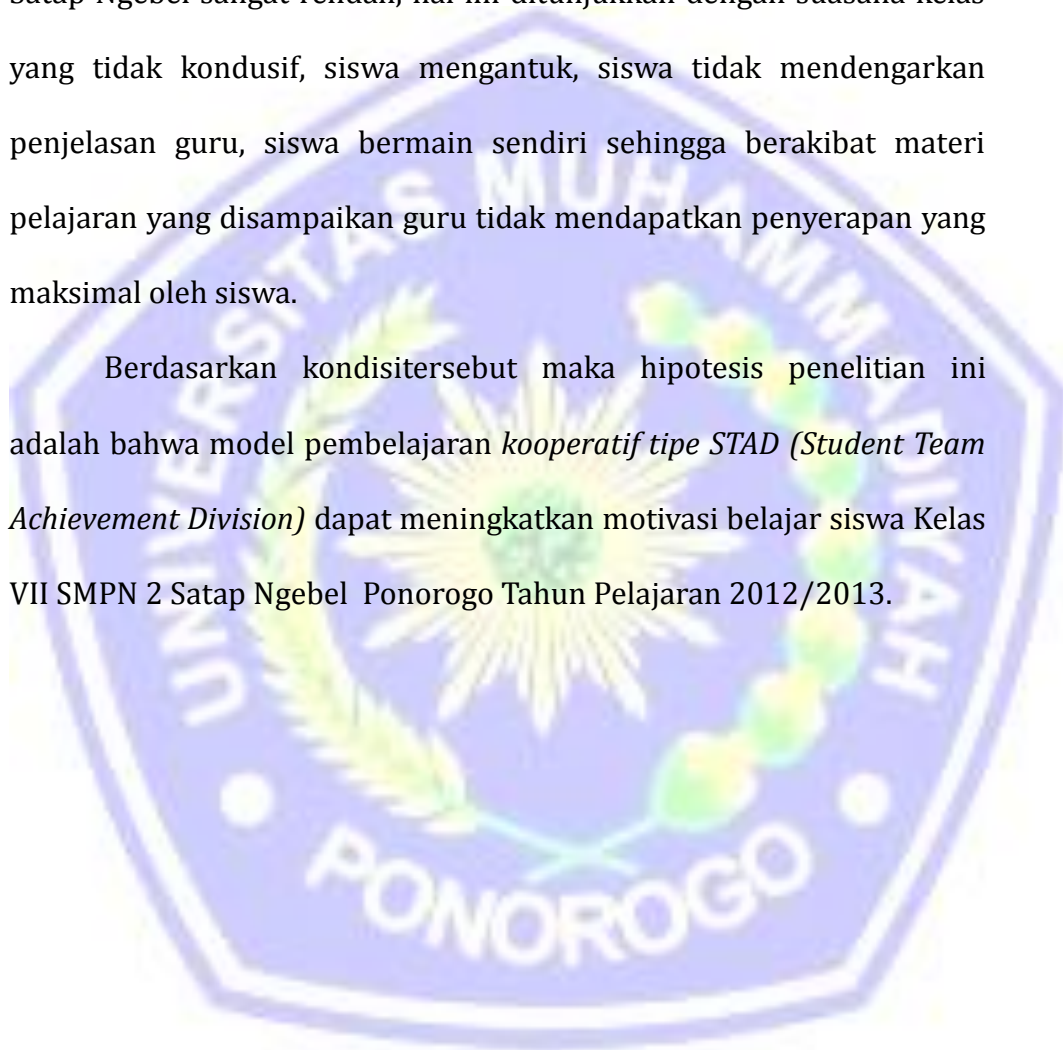 yang tidak kondusif, siswa mengantuk, siswa tidak mendengarkan
penjelasan guru, siswa bermain sendiri sehingga berakibat materi
pelajaran yang disampaikan guru tidak mendapatkan penyerapan yang
maksimal oleh siswa.
Berdasarkan kondisitersebut maka hipotesis penelitian ini
adalah bahwa model pembelajaran kooperatif tipe STAD (Student Team
Achievement Division) dapat meningkatkan motivasi belajar siswa Kelas
VII SMPN 2 Satap Ngebel Ponorogo Tahun Pelajaran 2012/2013.
UNIVERSITAS MUHAMMADIYAH
PONOROGO